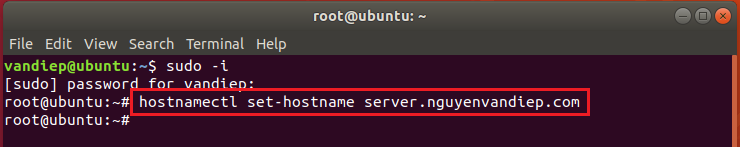 root@ubuntu: ~
File Edit View Search Terminal Help
vandiep@ubuntu:~$ sudo -i
[sudo] password for vandiep:
root@ubuntu:~# hostnamectl set-hostname server.nguyenvandiep.com
root@ubuntu:~#